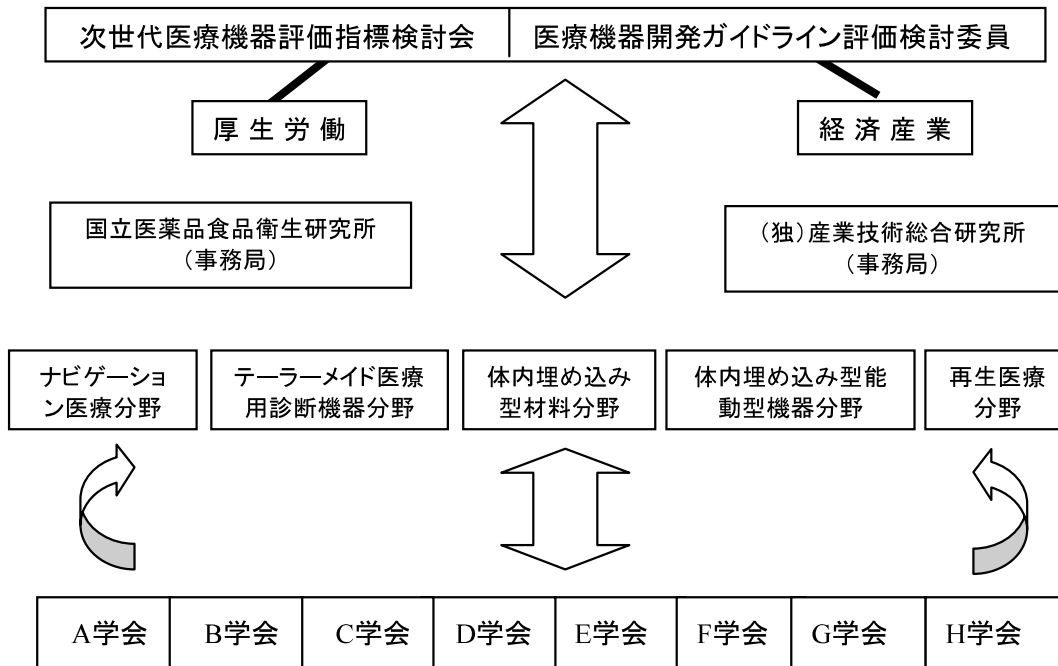 次世代医療機器評価指標検討会
医療機器開発ガイドライン評価検討委員
厚生労働
経済産業
国立医薬品食品衛生研究所
（事務局）
（独）産業技術総合研究所
（事務局）
ナビゲーショ
ン医療分野
テーラーメイド医療
用診断機器分野
体内埋め込み
型材料分野
体内埋め込み型能
動型機器分野
再生医療
分野
A学会
B学会
C学会
D学会
E学会
F学会
G学会
H学会